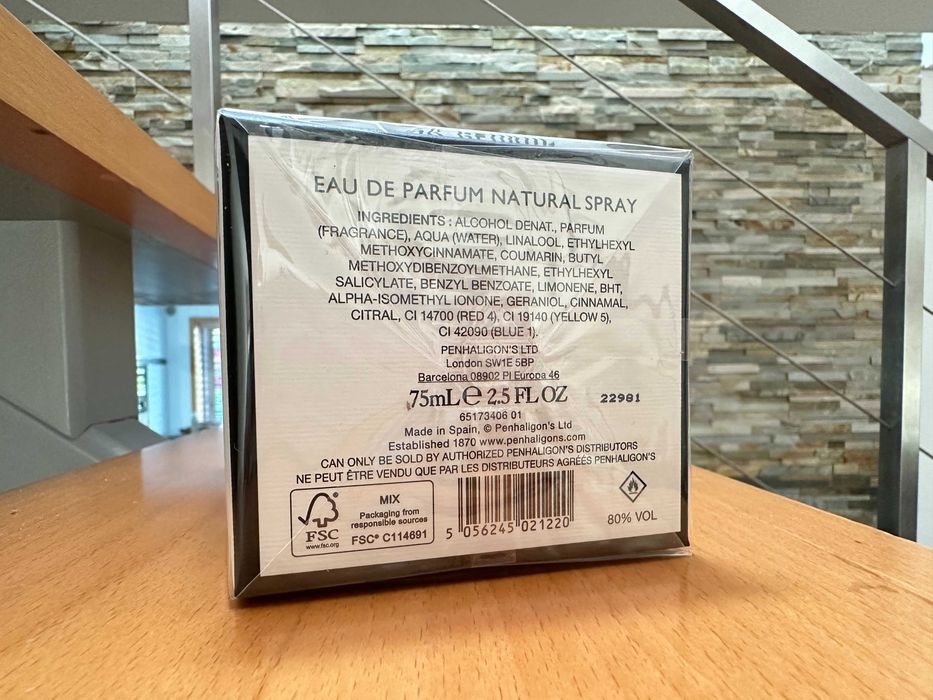 EAU DE PARFUM NATURAL SPRAY
INGREDIENTS : ALCOHOL DENAT., PARFUM
(FRAGRANCE), AQUA (WATER), LINALOOL, ETHYLHEXYL
METHOXYCINNAMATE, COUMARIN, BUTYL
METHOXYDIBENZOYLMETHANE, ETHYLHEXYL
SALICYLATE, BENZYL BENZOATE, LIMONENE, BHT,
ALPHA-ISOMETHYL IONONE, GERANIOL, CINNAMAL,
CITRAL, CI 14700 (RED 4), CI 19140 (YELLOW 5),
CI 42090 (BLUE 1).
PENHALIGON'S LTD
London SW1E 5BP
Barcelona 08902 Pl Europa 46
75mL e 2.5 FL OZ
22981
65173406 01
Made in Spain, © Penhaligon's Ltd
Established 1870 www.penhaligons.com
CAN ONLY BE SOLD BY AUTHORIZED PENHALIGON'S DISTRIBUTORS
NE PEUT ÊTRE VENDU QUE PAR LES DISTRIBUTEURS AGRÉÉS PENHALIGON'S
FSC
www.fsc.org
MIX
Packaging from
responsible sources
FSC® C114691
5 056245 021220
80% VOL